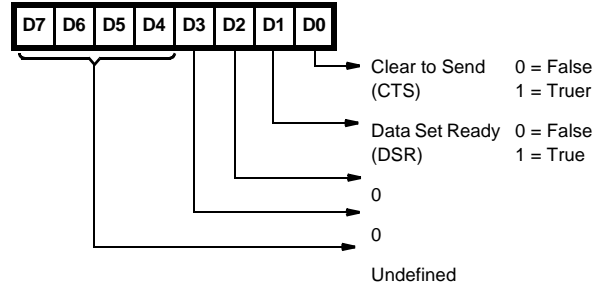 D7 D6 D5 D4 D3 D2 D1 D0
Clear to Send 0 = False
(CTS) 1 = Truer
Data Set Ready 0 = False
(DSR) 1 = True
0
0
Undefined